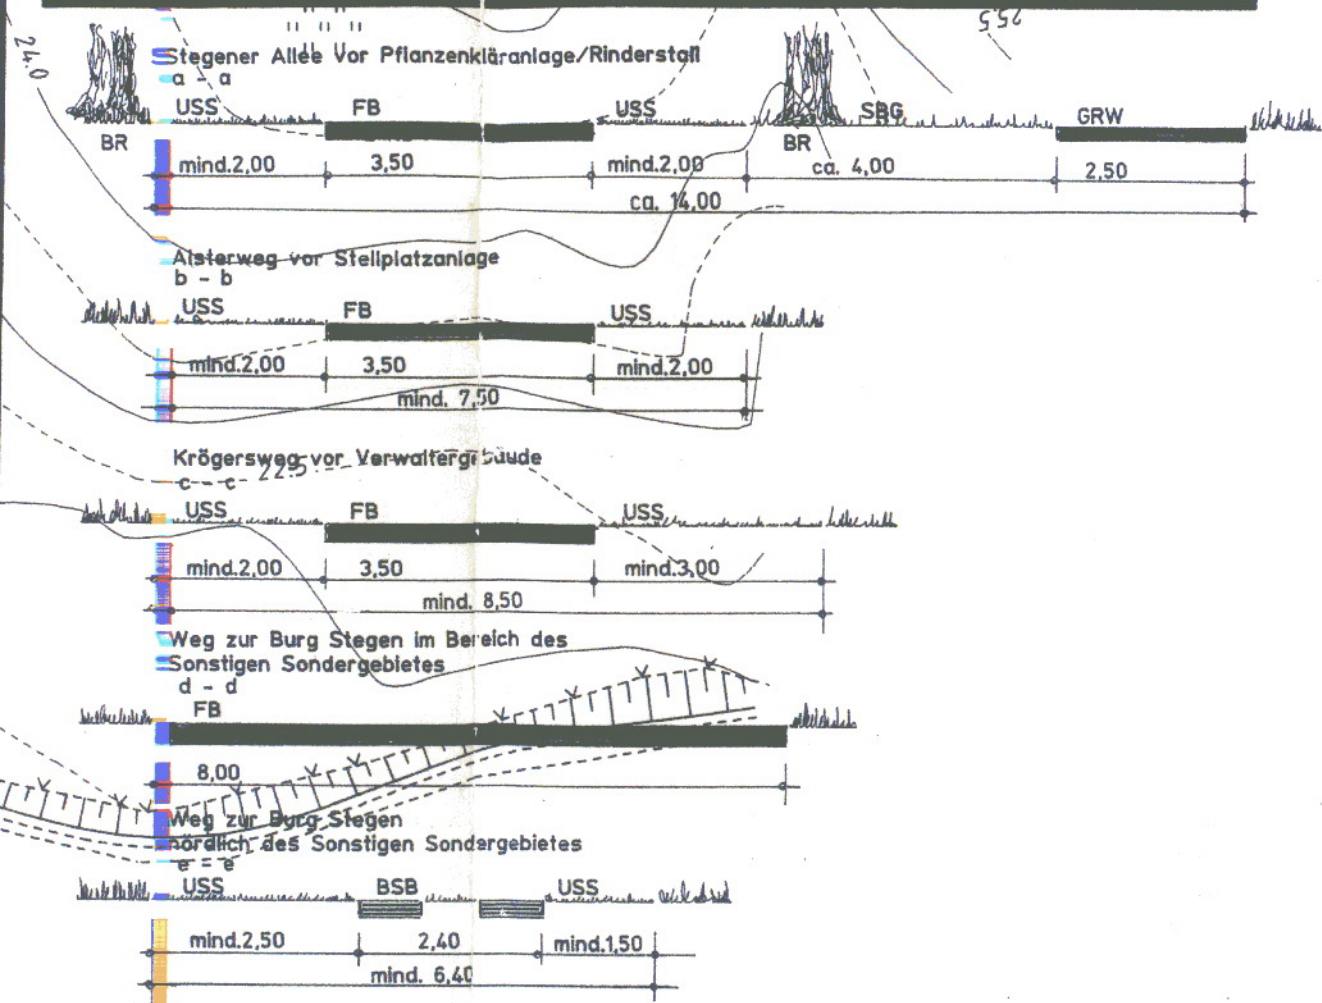 25.5
24.0
Stegener Allee Vor Pflanzenkläranlage/Rinderstall
a - a
USS FB USS SBG GRW
BR BR
mind.2,00 3,50 mind.2,00 ca. 4,00 2,50
ca. 14,00
Alsterweg vor Stellplatzanlage
b - b
USS FB USS
mind.2,00 3,50 mind.2,00
mind. 7,50
Krögersweg vor Verwaltergebäude
22.5
c - c
USS FB USS
mind.2,00 3,50 mind.3,00
mind. 8,50
Weg zur Burg Stegen im Bereich des
Sonstigen Sondergebietes
d - d
FB
8,00
Weg zur Burg Stegen
nördlich des Sonstigen Sondergebietes
e - e
USS BSB USS
mind.2,50 2,40 mind.1,50
mind. 6,40